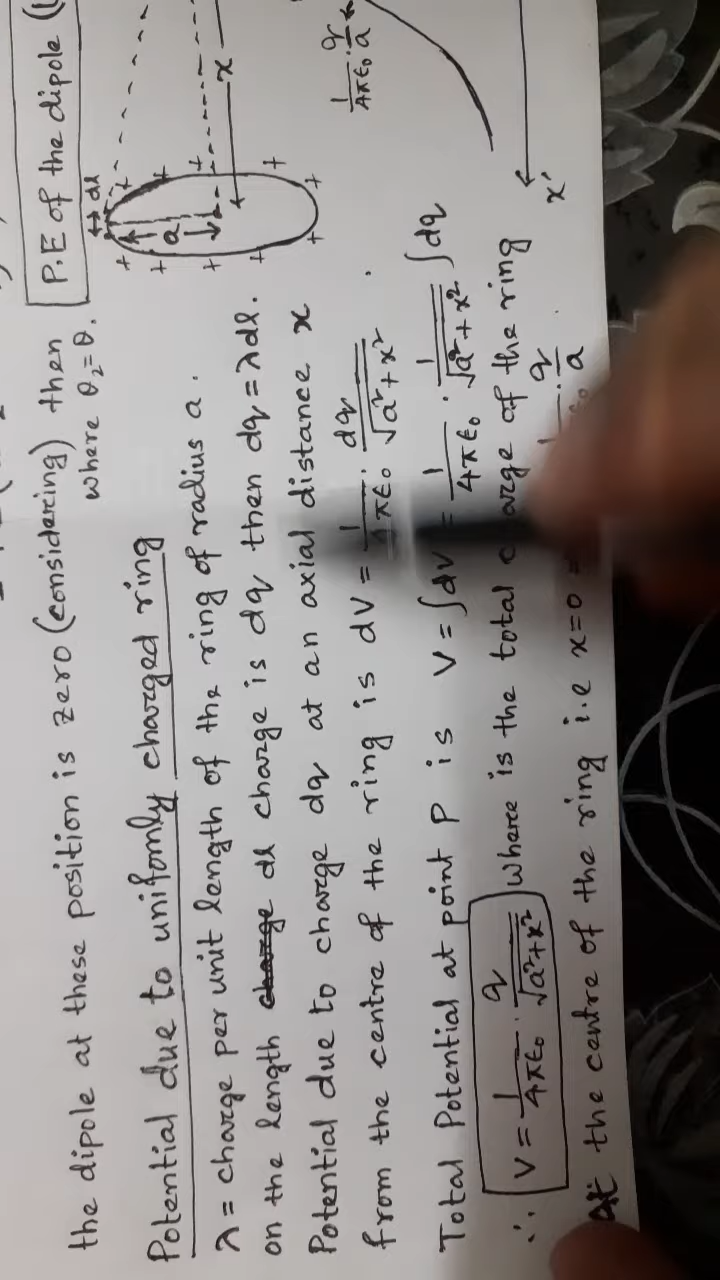 P.E of the dipole
the dipole at these position is zero (considering) then
where θ₂=θ.
Potential due to unifomly charged ring
λ = charge per unit length of the ring of radius a.
on the length dl charge is dq then dq = λdl.
Potential due to charge dq at an axial distance x
from the centre of the ring is dV = 1/4πε₀ · dq/√a²+x² .
Total Potential at point P is V = ∫dV = 1/4πε₀ · 1/√a²+x² ∫dq
∴ V = 1/4πε₀ · q/√a²+x² where is the total charge of the ring
At the centre of the ring i.e x=0 = q/a .
dl
a
x
1/4πε₀ · q/a
x'